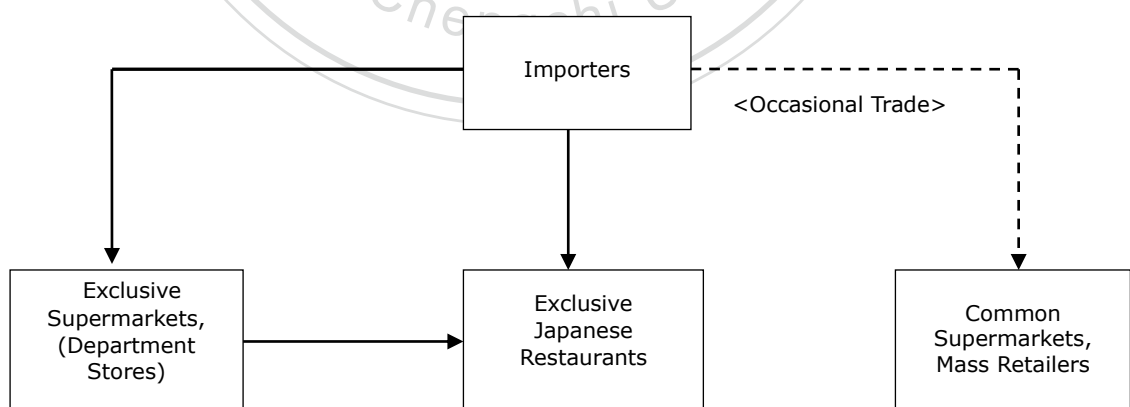 Importers
<Occasional Trade>
Exclusive
Supermarkets,
(Department
Stores)
Exclusive
Japanese
Restaurants
Common
Supermarkets,
Mass Retailers